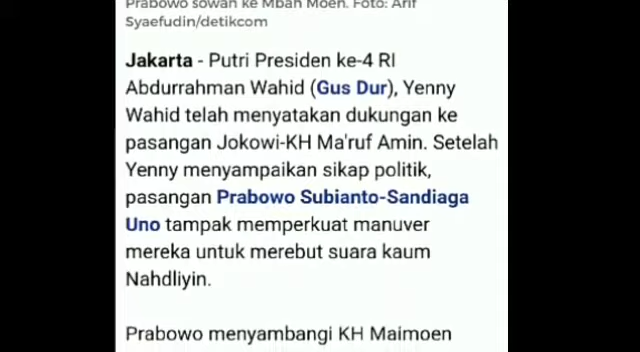 Prabowo sowan ke Mbah Moen. Foto: Arif
Syaefudin/detikcom
Jakarta - Putri Presiden ke-4 RI
Abdurrahman Wahid (Gus Dur), Yenny
Wahid telah menyatakan dukungan ke
pasangan Jokowi-KH Ma'ruf Amin. Setelah
Yenny menyampaikan sikap politik,
pasangan Prabowo Subianto-Sandiaga
Uno tampak memperkuat manuver
mereka untuk merebut suara kaum
Nahdliyin.
Prabowo menyambangi KH Maimoen